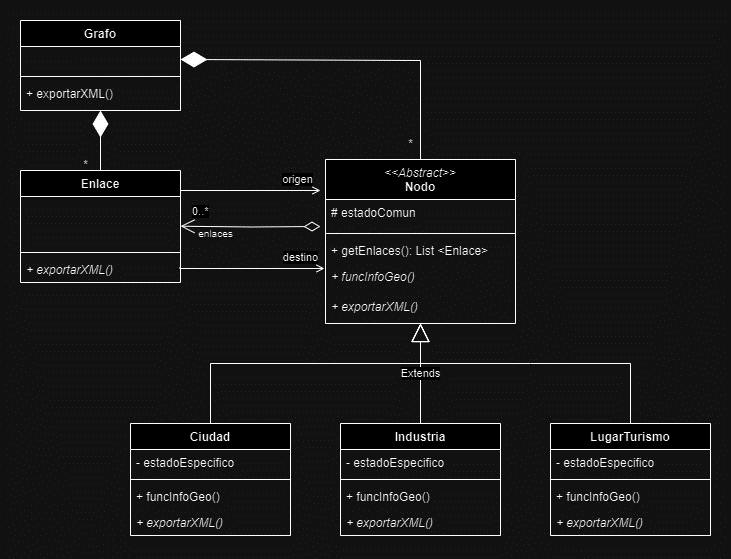 Grafo
+ exportarXML()
*
*
Enlace
+ exportarXML()
origen
0..*
enlaces
destino
<<Abstract>>
Nodo
# estadoComun
+ getEnlaces(): List <Enlace>
+ funcInfoGeo()
+ exportarXML()
Extends
Ciudad
- estadoEspecifico
+ funcInfoGeo()
+ exportarXML()
Industria
- estadoEspecifico
+ funcInfoGeo()
+ exportarXML()
LugarTurismo
- estadoEspecifico
+ funcInfoGeo()
+ exportarXML()